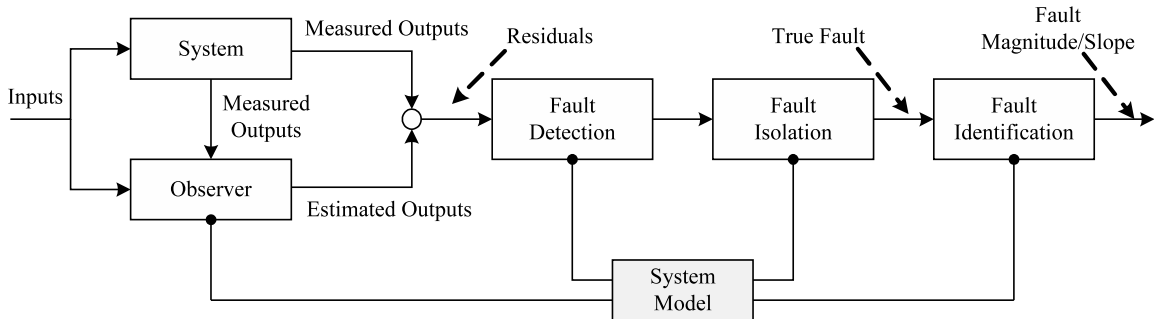 System
Measured Outputs
Residuals
True Fault
Fault
Magnitude/Slope
Inputs
Measured
Outputs
Fault
Detection
Fault
Isolation
Fault
Identification
Observer
Estimated Outputs
System
Model